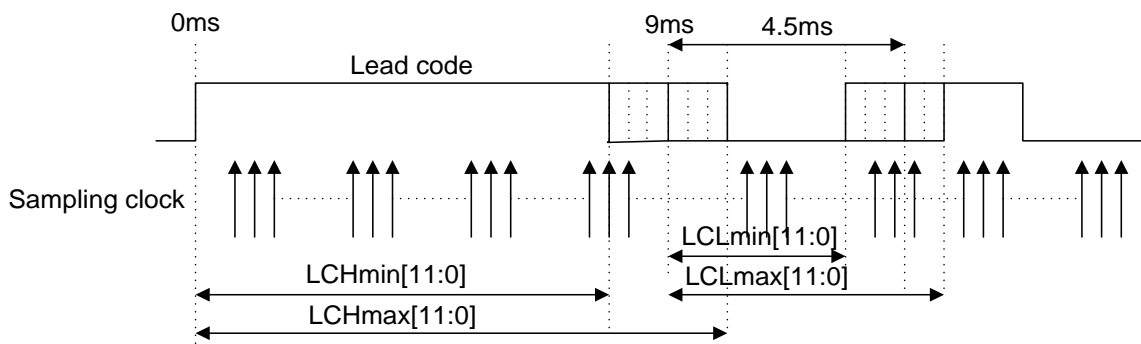 0ms
9ms
4.5ms
Lead code
Sampling clock
LCLmin[11:0]
LCHmin[11:0]
LCLmax[11:0]
LCHmax[11:0]